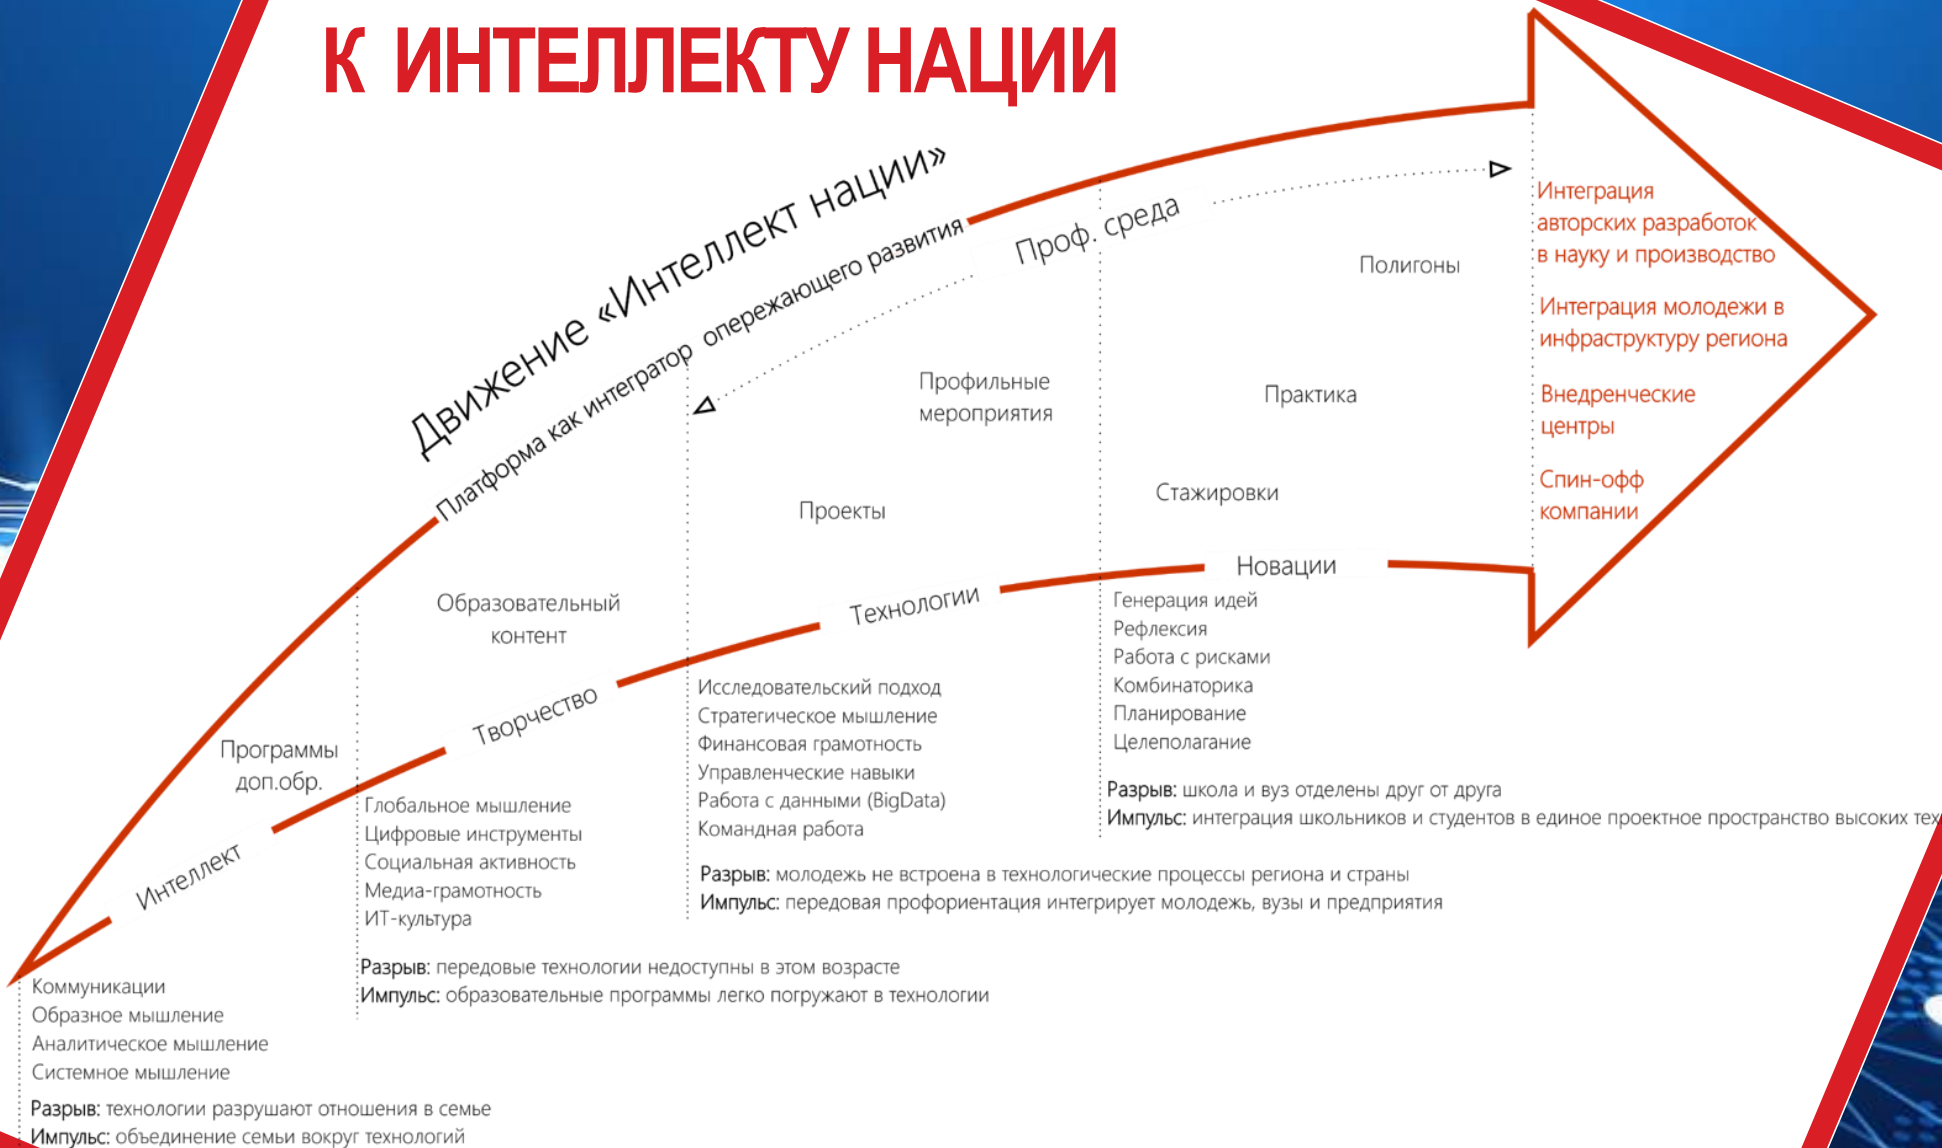 К ИНТЕЛЛЕКТУ НАЦИИ
Движение «Интеллект нации»
Платформа как интегратор опережающего развития
Проф. среда
Интеллект
Программы
доп.обр.
Коммуникации
Образное мышление
Аналитическое мышление
Системное мышление
Разрыв: технологии разрушают отношения в семье
Импульс: объединение семьи вокруг технологий
Творчество
Образовательный
контент
Глобальное мышление
Цифровые инструменты
Социальная активность
Медиа-грамотность
ИТ-культура
Разрыв: передовые технологии недоступны в этом возрасте
Импульс: образовательные программы легко погружают в технологии
Технологии
Профильные
мероприятия
Проекты
Исследовательский подход
Стратегическое мышление
Финансовая грамотность
Управленческие навыки
Работа с данными (BigData)
Командная работа
Разрыв: молодежь не встроена в технологические процессы региона и страны
Импульс: передовая профориентация интегрирует молодежь, вузы и предприятия
Новации
Полигоны
Практика
Стажировки
Генерация идей
Рефлексия
Работа с рисками
Комбинаторика
Планирование
Целеполагание
Разрыв: школа и вуз отделены друг от друга
Импульс: интеграция школьников и студентов в единое проектное пространство высоких тех
Интеграция
авторских разработок
в науку и производство
Интеграция молодежи в
инфраструктуру региона
Внедренческие
центры
Спин-офф
компании